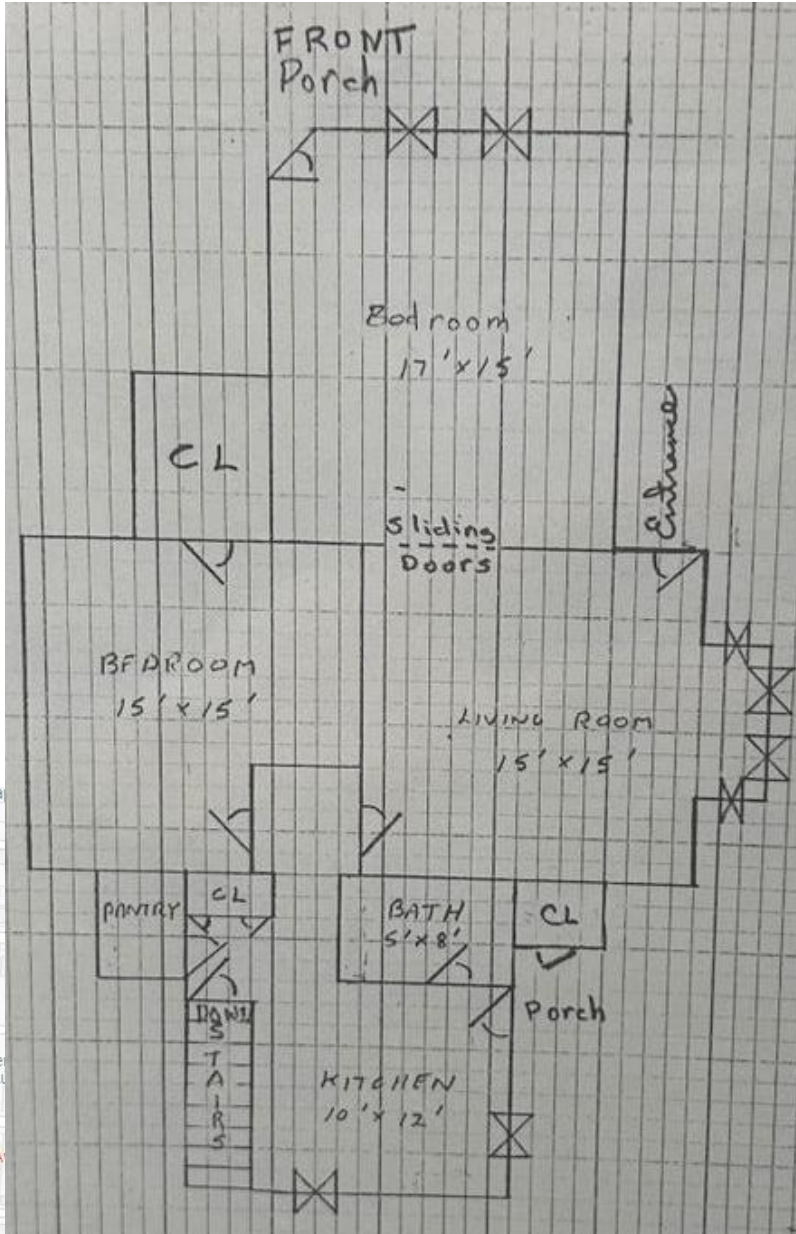 FRONT
Porch
Bedroom
17'x15'
CL
Entrance
Sliding
Doors
BEDROOM
15'x15'
LIVING ROOM
15'x15'
PANTRY
CL
BATH
5'x8'
CL
Porch
DOWN
STAIRS
KITCHEN
10'x12'